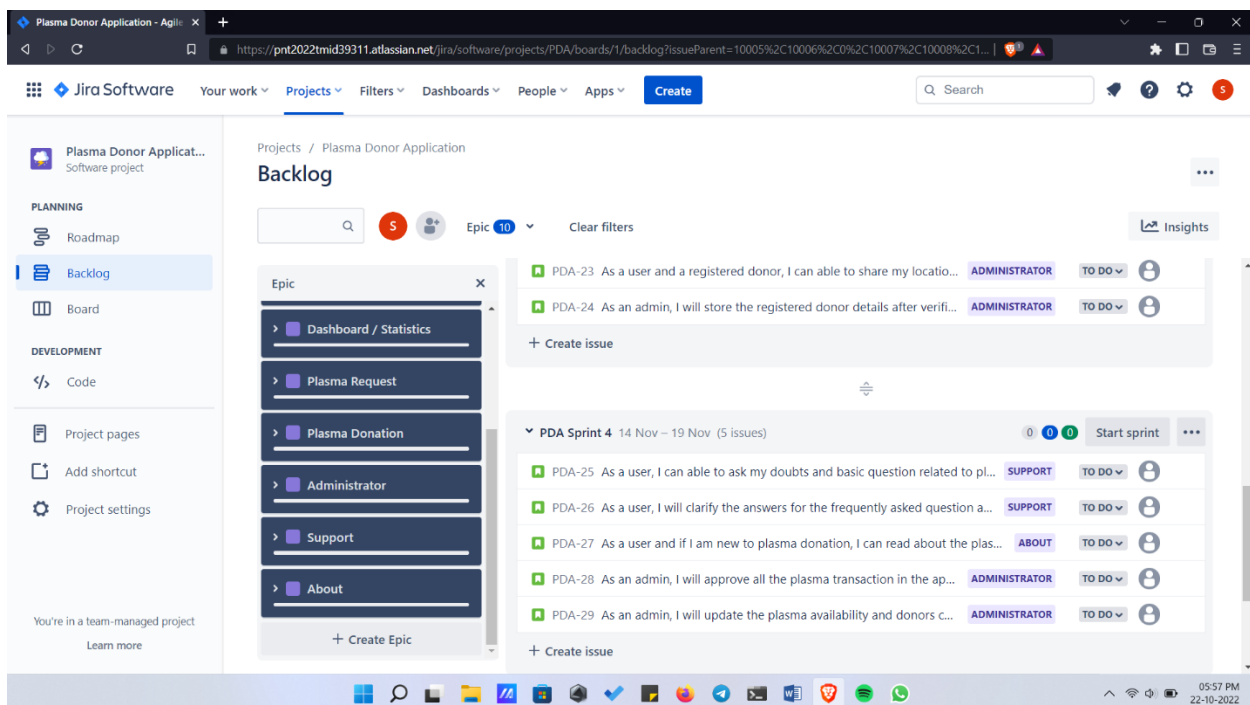 Plasma Donor Application - Agile
https://pnt2022tmid39311.atlassian.net/jira/software/projects/PDA/boards/1/backlog?issueParent=10005%2C10006%2C0%2C10007%2C10008%2C1...
Jira Software Your work Projects Filters Dashboards People Apps Create Search S
Plasma Donor Applicat...
Software project
PLANNING
Roadmap
Backlog
Board
DEVELOPMENT
Code
Project pages
Add shortcut
Project settings
You're in a team-managed project
Learn more
Projects / Plasma Donor Application
Backlog
S Epic 10 Clear filters Insights
Epic
Dashboard / Statistics
Plasma Request
Plasma Donation
Administrator
Support
About
+ Create Epic
PDA-23 As a user and a registered donor, I can able to share my locatio... ADMINISTRATOR TO DO
PDA-24 As an admin, I will store the registered donor details after verifi... ADMINISTRATOR TO DO
+ Create issue
PDA Sprint 4 14 Nov – 19 Nov (5 issues) 0 0 0 Start sprint
PDA-25 As a user, I can able to ask my doubts and basic question related to pl... SUPPORT TO DO
PDA-26 As a user, I will clarify the answers for the frequently asked question a... SUPPORT TO DO
PDA-27 As a user and if I am new to plasma donation, I can read about the plas... ABOUT TO DO
PDA-28 As an admin, I will approve all the plasma transaction in the ap... ADMINISTRATOR TO DO
PDA-29 As an admin, I will update the plasma availability and donors c... ADMINISTRATOR TO DO
+ Create issue
05:57 PM
22-10-2022